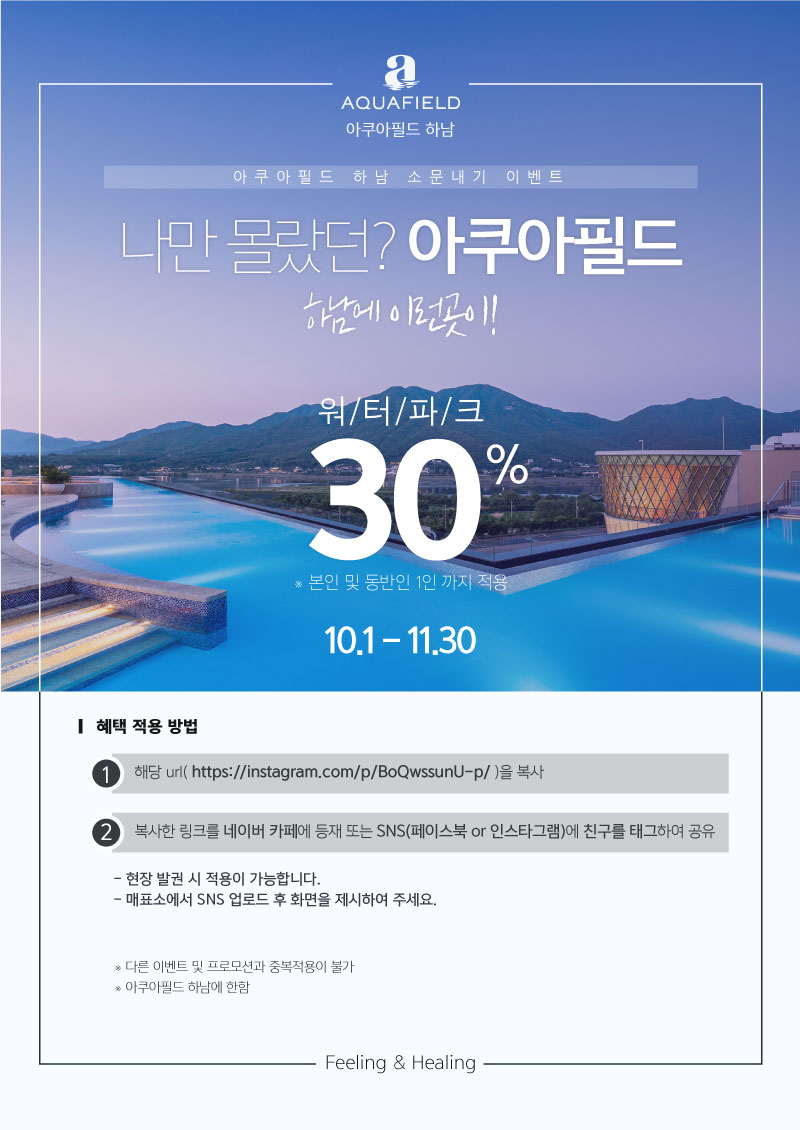 a
AQUAFIELD
아쿠아필드 하남
아쿠아필드 하남 소문내기 이벤트
나만 몰랐던? 아쿠아필드
하남에 이런곳이!
워/터/파/크
30%
※ 본인 및 동반인 1인 까지 적용
10.1 – 11.30
혜택 적용 방법
1 해당 url( https://instagram.com/p/BoQwssunU-p/ )을 복사
2 복사한 링크를 네이버 카페에 등재 또는 SNS(페이스북 or 인스타그램)에 친구를 태그하여 공유
- 현장 발권 시 적용이 가능합니다.
- 매표소에서 SNS 업로드 후 화면을 제시하여 주세요.
※ 다른 이벤트 및 프로모션과 중복적용이 불가
※ 아쿠아필드 하남에 한함
Feeling & Healing